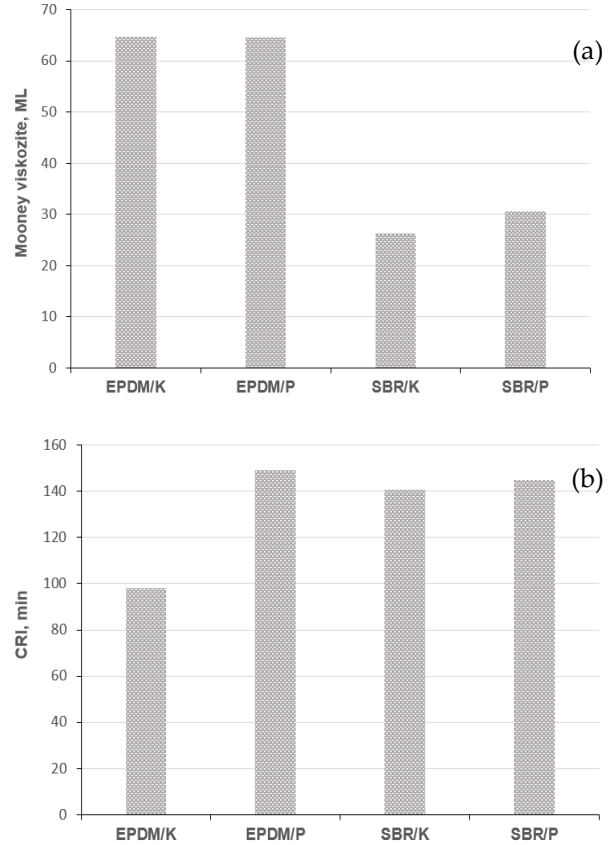 70
60
50
40
30
20
10
0
Mooney viskozite, ML
(a)
EPDM/K EPDM/P SBR/K SBR/P
160
140
120
100
80
60
40
20
0
CRI, min
(b)
EPDM/K EPDM/P SBR/K SBR/P